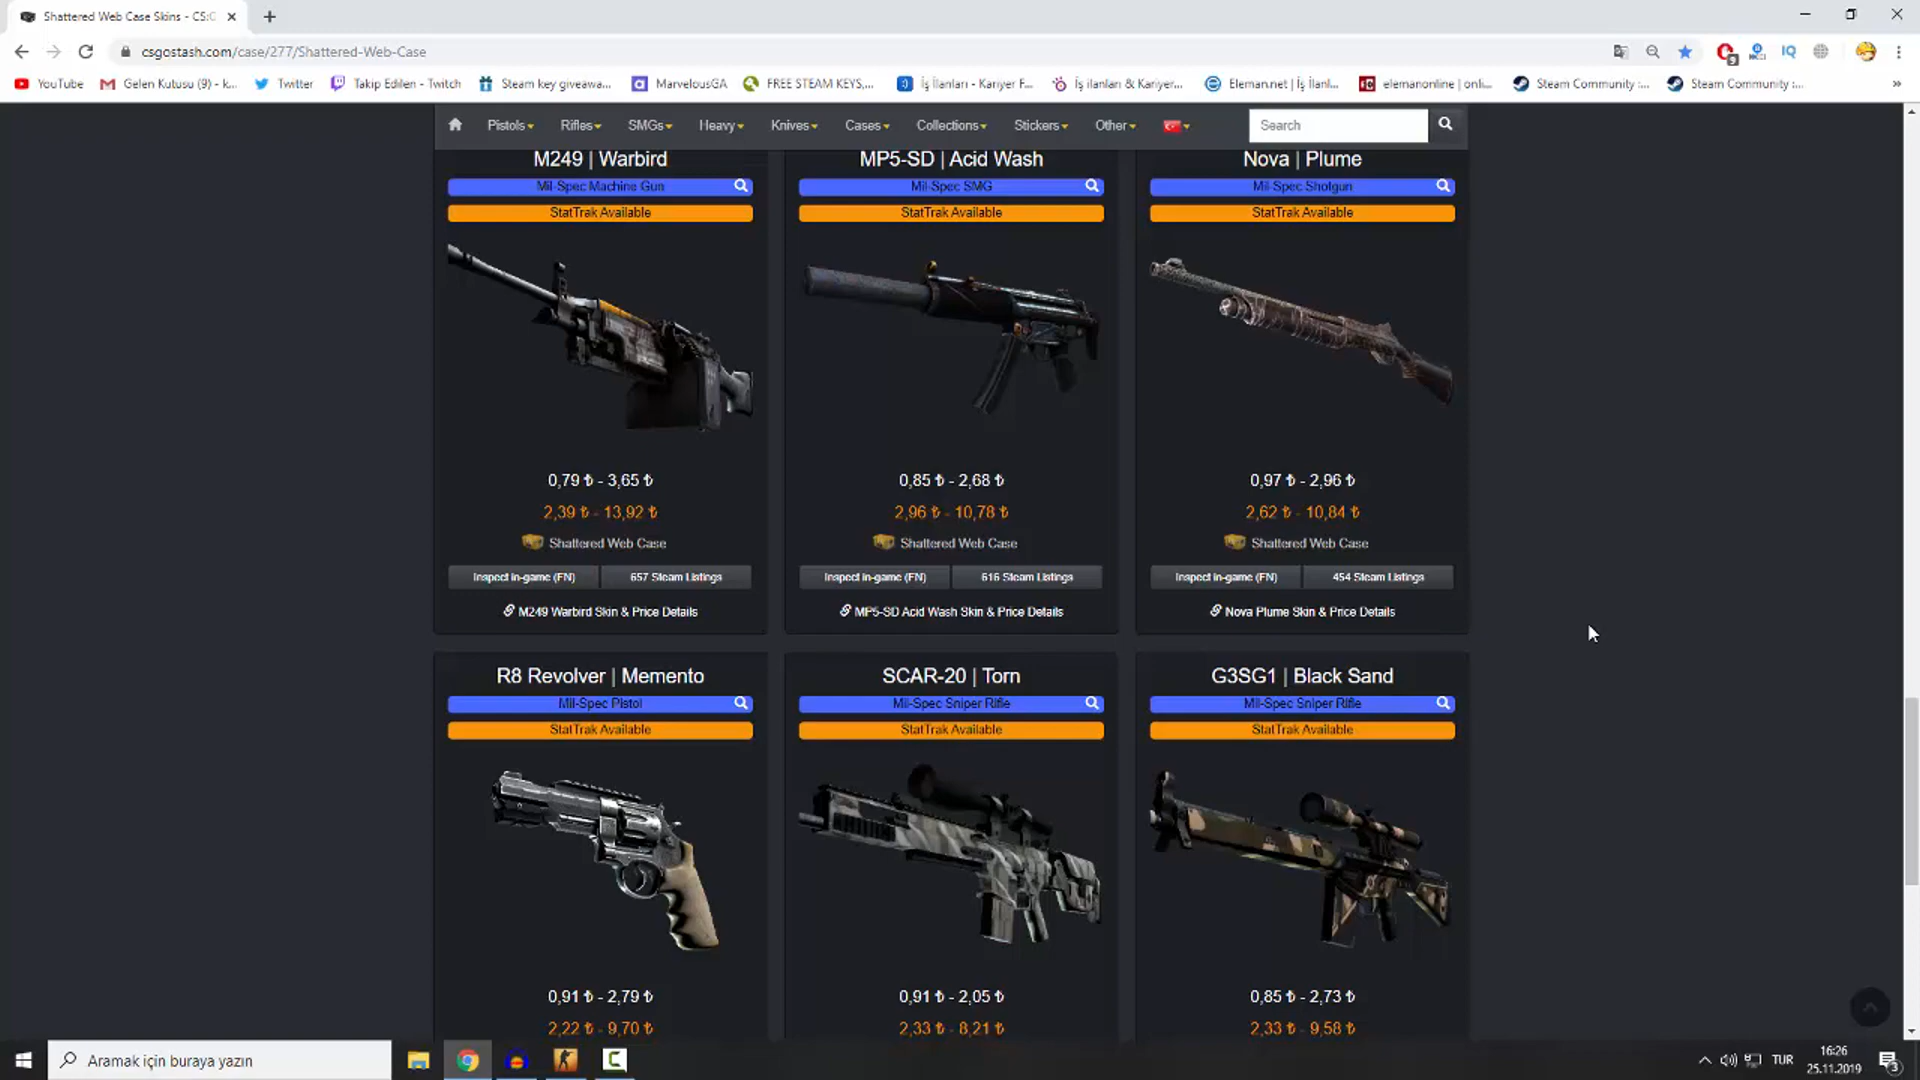 Shattered Web Case Skins - CS:G
csgostash.com/case/277/Shattered-Web-Case
YouTube Gelen Kutusu (9) - k... Twitter Takip Edilen - Twitch Steam key giveawa... MarvelousGA FREE STEAM KEYS,... İş İlanları - Kariyer F... İş ilanları & Kariyer... Eleman.net | İş İlanl... elemanonline | onli... Steam Community :... Steam Community :... »
Pistols Rifles SMGs Heavy Knives Cases Collections Stickers Other Search
M249 | Warbird MP5-SD | Acid Wash Nova | Plume
Mil-Spec Machine Gun Mil-Spec SMG Mil-Spec Shotgun
StatTrak Available StatTrak Available StatTrak Available
0,79 ₺ - 3,65 ₺ 0,85 ₺ - 2,68 ₺ 0,97 ₺ - 2,96 ₺
2,39 ₺ - 13,92 ₺ 2,96 ₺ - 10,78 ₺ 2,62 ₺ - 10,84 ₺
Shattered Web Case Shattered Web Case Shattered Web Case
Inspect in-game (FN) 657 Steam Listings Inspect in-game (FN) 616 Steam Listings Inspect in-game (FN) 454 Steam Listings
M249 Warbird Skin & Price Details MP5-SD Acid Wash Skin & Price Details Nova Plume Skin & Price Details
R8 Revolver | Memento SCAR-20 | Torn G3SG1 | Black Sand
Mil-Spec Pistol Mil-Spec Sniper Rifle Mil-Spec Sniper Rifle
StatTrak Available StatTrak Available StatTrak Available
0,91 ₺ - 2,79 ₺ 0,91 ₺ - 2,05 ₺ 0,85 ₺ - 2,73 ₺
2,22 ₺ - 9,70 ₺ 2,33 ₺ - 8,21 ₺ 2,33 ₺ - 9,58 ₺
Aramak için buraya yazın
TUR
16:26
25.11.2019
3